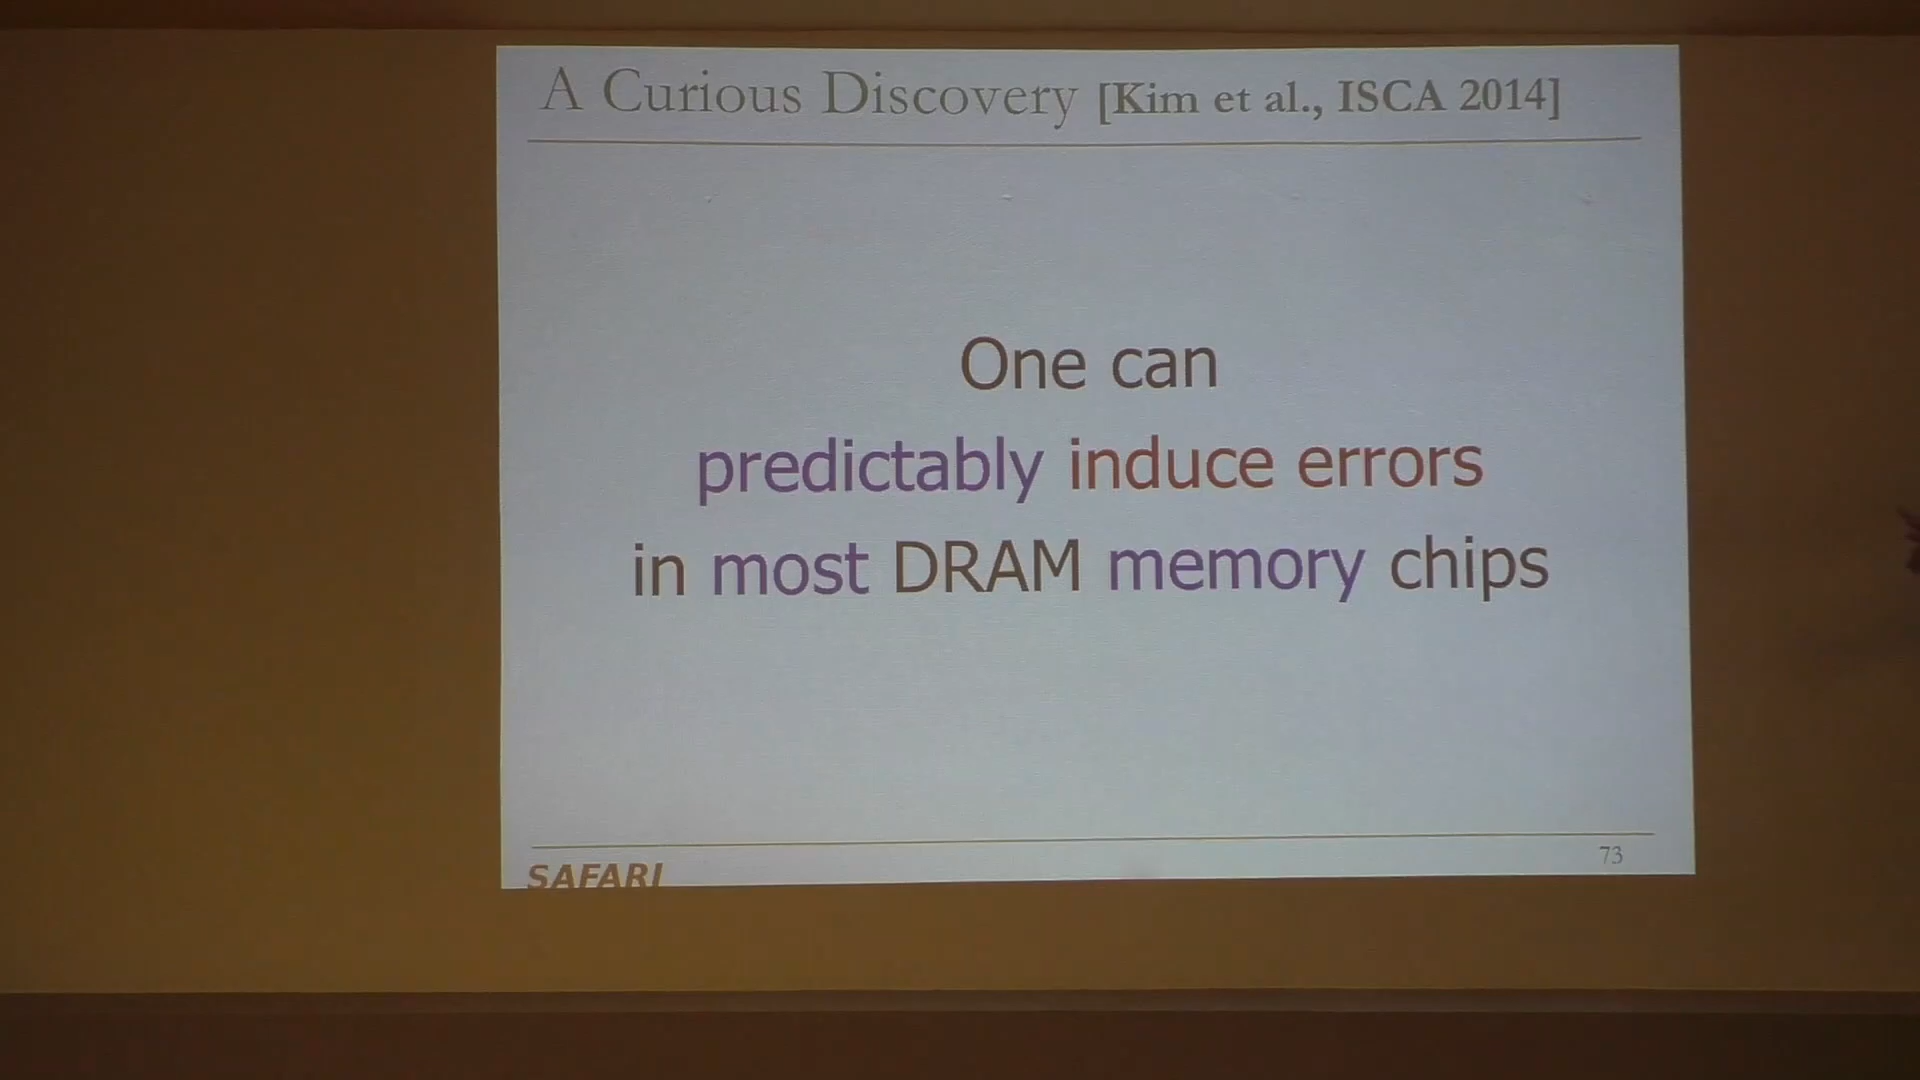 A Curious Discovery [Kim et al., ISCA 2014]
One can
predictably induce errors
in most DRAM memory chips
SAFARI
73